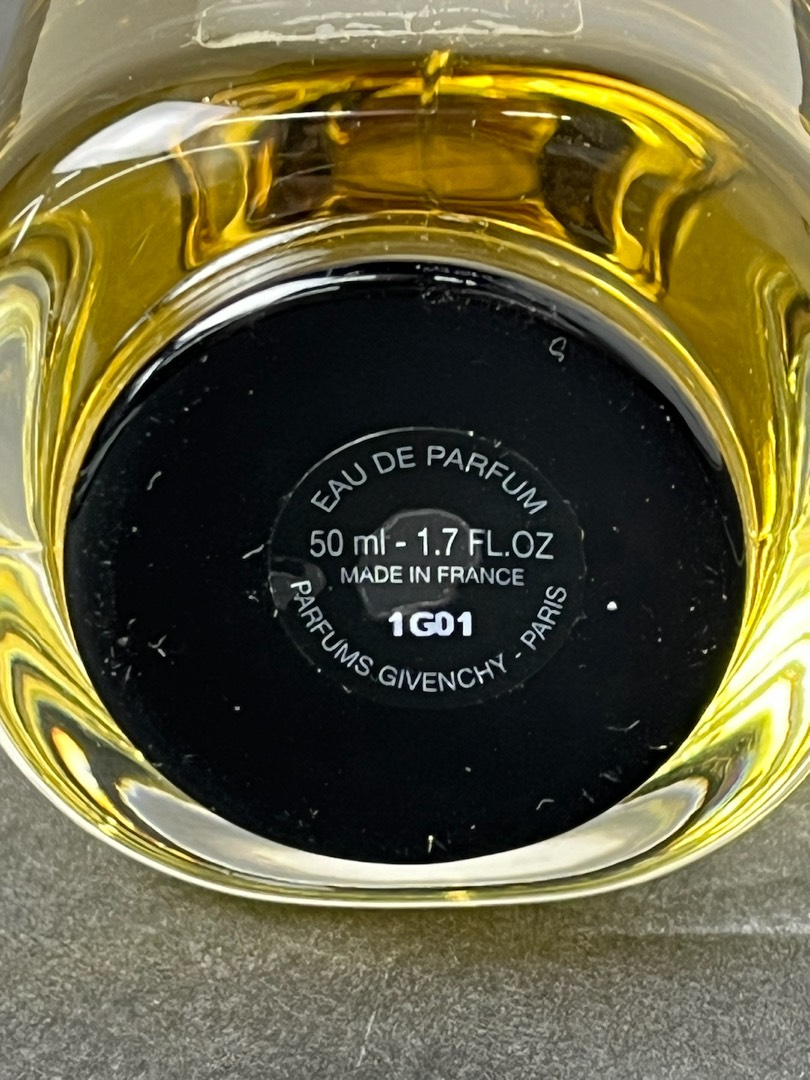 EAU DE PARFUM
50 ml - 1.7 FL.OZ
MADE IN FRANCE
1G01
PARFUMS GIVENCHY - PARIS